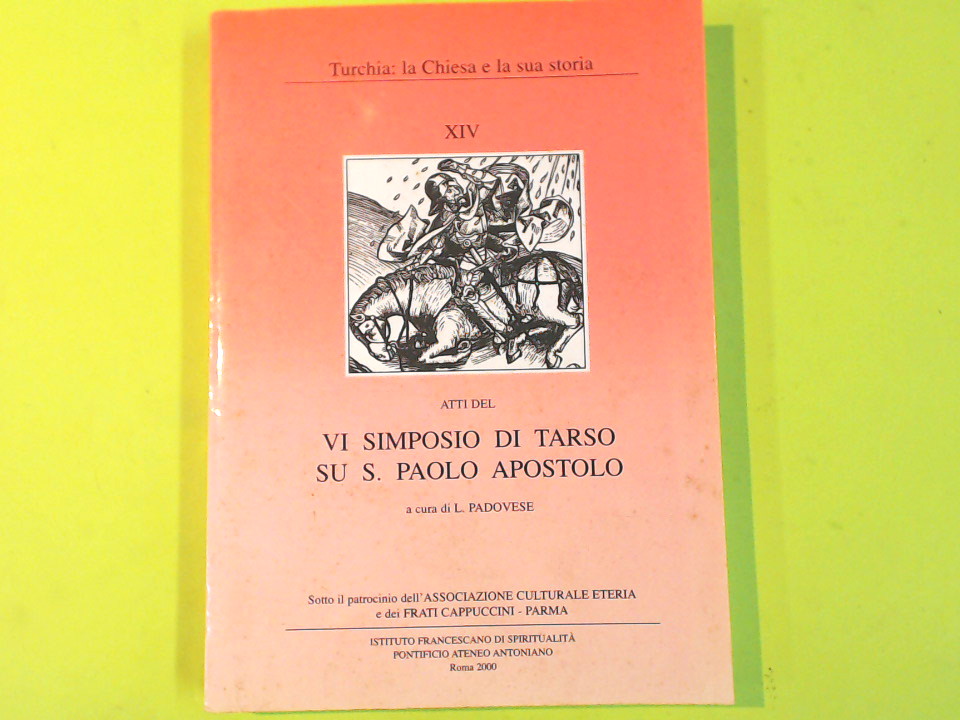 Turchia: la Chiesa e la sua storia
XIV
ATTI DEL
VI SIMPOSIO DI TARSO
SU S. PAOLO APOSTOLO
a cura di L. PADOVESE
Sotto il patrocinio dell'ASSOCIAZIONE CULTURALE ETERIA
e dei FRATI CAPPUCCINI - PARMA
ISTITUTO FRANCESCANO DI SPIRITUALITÀ
PONTIFICIO ATENEO ANTONIANO
Roma 2000